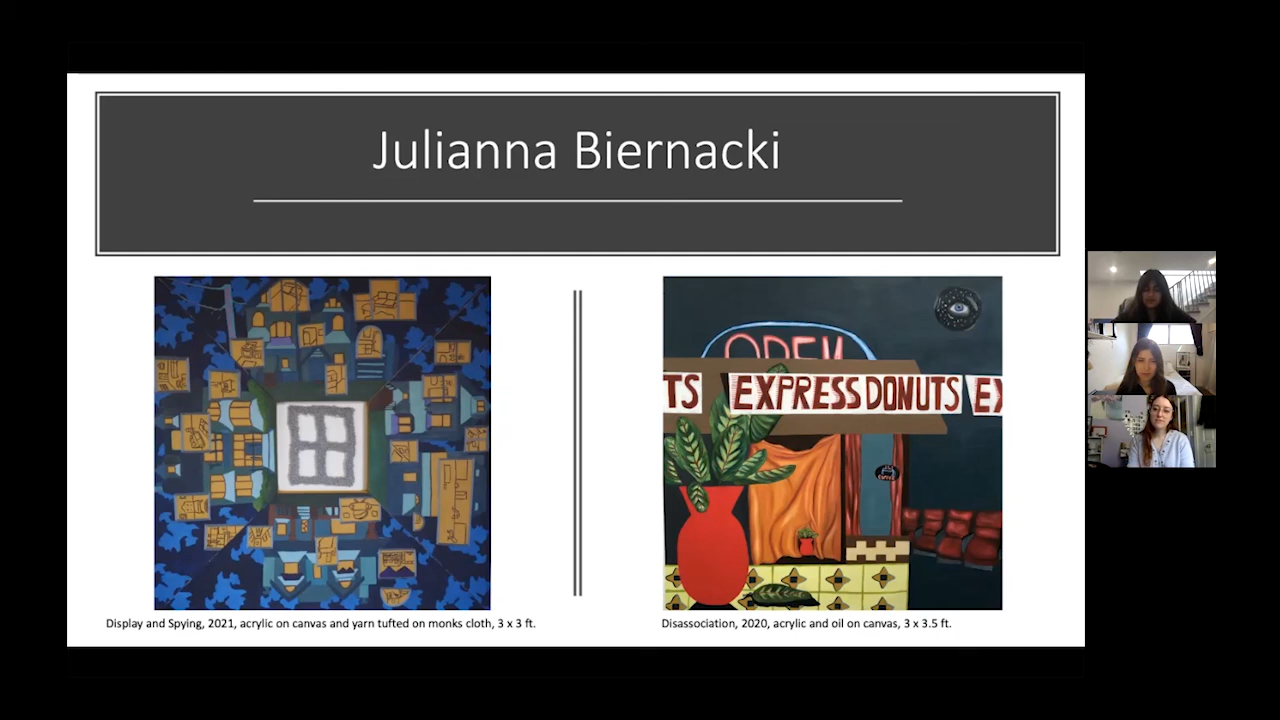 Julianna Biernacki
OPEN
TS EXPRESS DONUTS EX
Display and Spying, 2021, acrylic on canvas and yarn tufted on monks cloth, 3 x 3 ft.
Disassociation, 2020, acrylic and oil on canvas, 3 x 3.5 ft.